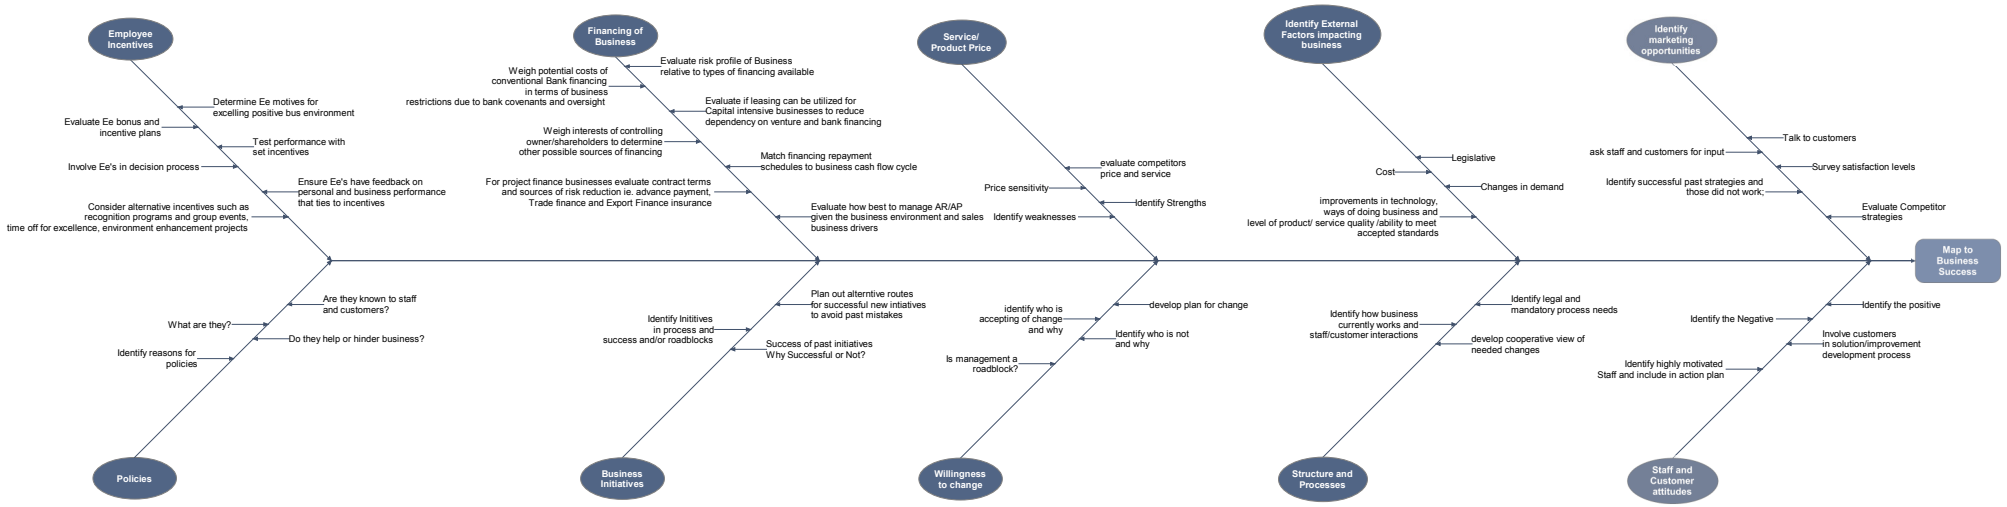 Employee
Incentives
Determine Ee motives for
excelling positive bus environment
Evaluate Ee bonus and
incentive plans
Test performance with
set incentives
Involve Ee's in decision process
Ensure Ee's have feedback on
personal and business performance
that ties to incentives
Consider alternative incentives such as
recognition programs and group events,
time off for excellence, environment enhancement projects
Financing of
Business
Evaluate risk profile of Business
relative to types of financing available
Weigh potential costs of
conventional Bank financing
in terms of business
restrictions due to bank covenants and oversight
Evaluate if leasing can be utilized for
Capital intensive businesses to reduce
dependency on venture and bank financing
Weigh interests of controlling
owner/shareholders to determine
other possible sources of financing
Match financing repayment
schedules to business cash flow cycle
For project finance businesses evaluate contract terms
and sources of risk reduction ie. advance payment,
Trade finance and Export Finance insurance
Evaluate how best to manage AR/AP
given the business environment and sales
business drivers
Service/
Product Price
evaluate competitors
price and service
Price sensitivity
Identify Strengths
Identify weaknesses
Identify External
Factors impacting
business
Legislative
Cost
Changes in demand
improvements in technology,
ways of doing business and
level of product/ service quality /ability to meet
accepted standards
Identify
marketing
opportunities
Talk to customers
ask staff and customers for input
Survey satisfaction levels
Identify successful past strategies and
those did not work;
Evaluate Competitor
strategies
Map to
Business
Success
Are they known to staff
and customers?
What are they?
Do they help or hinder business?
Identify reasons for
policies
Policies
Plan out alterntive routes
for successful new intiatives
to avoid past mistakes
Identify Inititives
in process and
success and/or roadblocks
Success of past initiatives
Why Successful or Not?
Business
Initiatives
develop plan for change
identify who is
accepting of change
and why
Identify who is not
and why
Is management a
roadblock?
Willingness
to change
Identify legal and
mandatory process needs
Identify how business
currently works and
staff/customer interactions
develop cooperative view of
needed changes
Structure and
Processes
Identify the positive
Identify the Negative
Involve customers
in solution/improvement
development process
Identify highly motivated
Staff and include in action plan
Staff and
Customer
attitudes